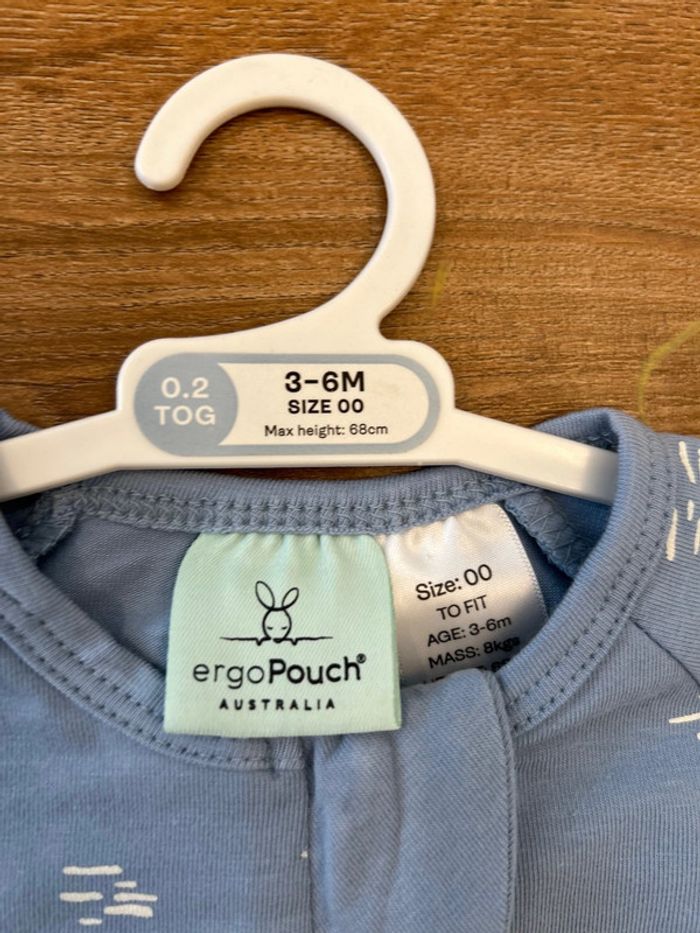 0.2
TOG
3-6M
SIZE 00
Max height: 68cm
ergoPouch®
AUSTRALIA
Size: 00
TO FIT
AGE: 3-6m
MASS: 8kgs